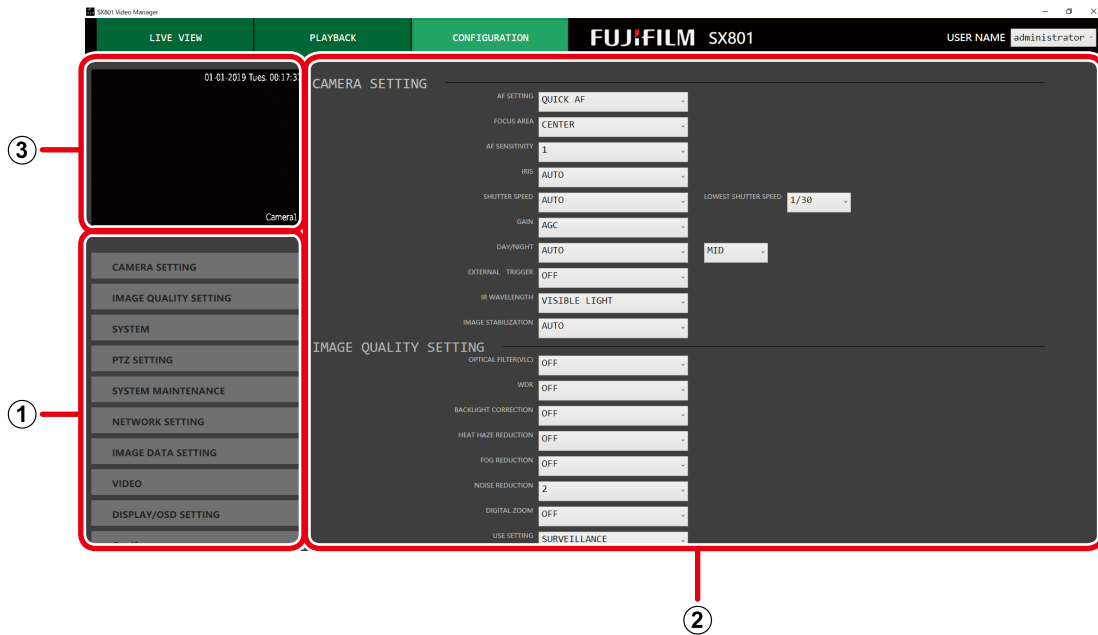 SX801 Video Manager
LIVE VIEW PLAYBACK CONFIGURATION FUJIFILM SX801 USER NAME administrator
01-01-2019 Tues. 00:17:37
Camera1
CAMERA SETTING
IMAGE QUALITY SETTING
SYSTEM
PTZ SETTING
SYSTEM MAINTENANCE
NETWORK SETTING
IMAGE DATA SETTING
VIDEO
DISPLAY/OSD SETTING
CAMERA SETTING
AF SETTING QUICK AF
FOCUS AREA CENTER
AF SENSITIVITY 1
IRIS AUTO
SHUTTER SPEED AUTO LOWEST SHUTTER SPEED 1/30
GAIN AGC
DAY/NIGHT AUTO MID
EXTERNAL TRIGGER OFF
IR WAVELENGTH VISIBLE LIGHT
IMAGE STABILIZATION AUTO
IMAGE QUALITY SETTING
OPTICAL FILTER(VLC) OFF
WDR OFF
BACKLIGHT CORRECTION OFF
HEAT HAZE REDUCTION OFF
FOG REDUCTION OFF
NOISE REDUCTION 2
DIGITAL ZOOM OFF
USE SETTING SURVEILLANCE
3
1
2